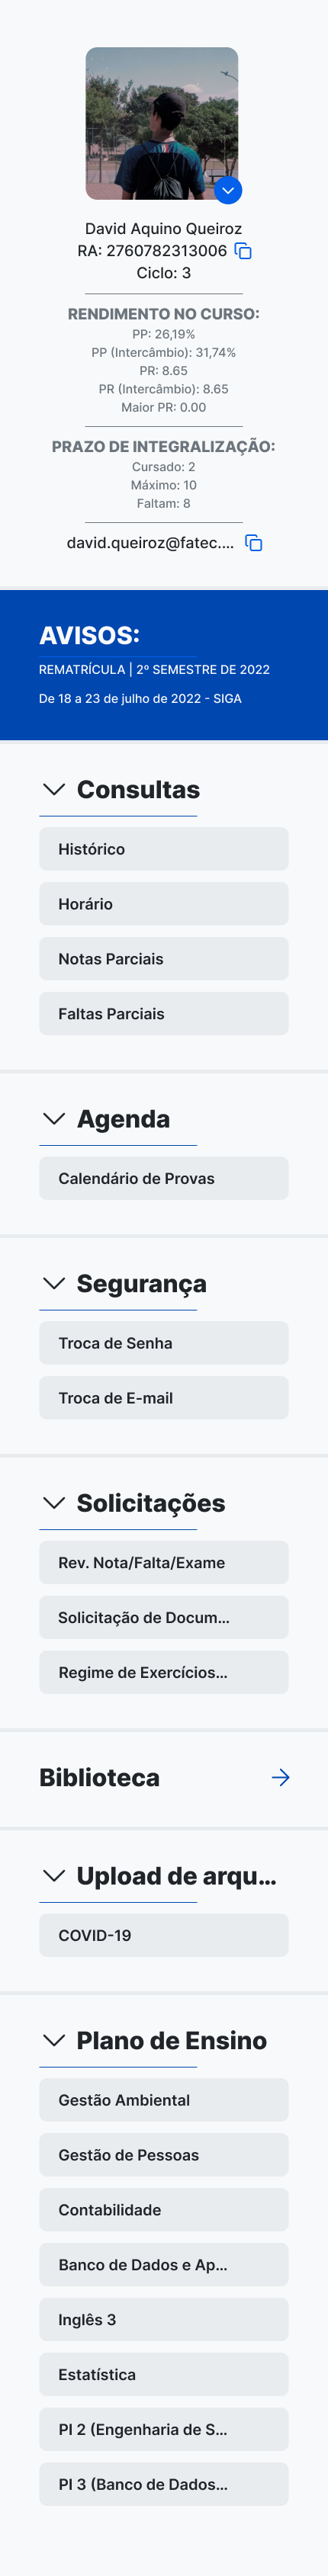 David Aquino Queiroz
RA: 2760782313006
Ciclo: 3
RENDIMENTO NO CURSO:
PP: 26,19%
PP (Intercâmbio): 31,74%
PR: 8.65
PR (Intercâmbio): 8.65
Maior PR: 0.00
PRAZO DE INTEGRALIZAÇÃO:
Cursado: 2
Máximo: 10
Faltam: 8
david.queiroz@fatec....
AVISOS:
REMATRÍCULA | 2º SEMESTRE DE 2022
De 18 a 23 de julho de 2022 - SIGA
Consultas
Histórico
Horário
Notas Parciais
Faltas Parciais
Agenda
Calendário de Provas
Segurança
Troca de Senha
Troca de E-mail
Solicitações
Rev. Nota/Falta/Exame
Solicitação de Docum...
Regime de Exercícios...
Biblioteca
Upload de arqu...
COVID-19
Plano de Ensino
Gestão Ambiental
Gestão de Pessoas
Contabilidade
Banco de Dados e Ap...
Inglês 3
Estatística
PI 2 (Engenharia de S...
PI 3 (Banco de Dados...